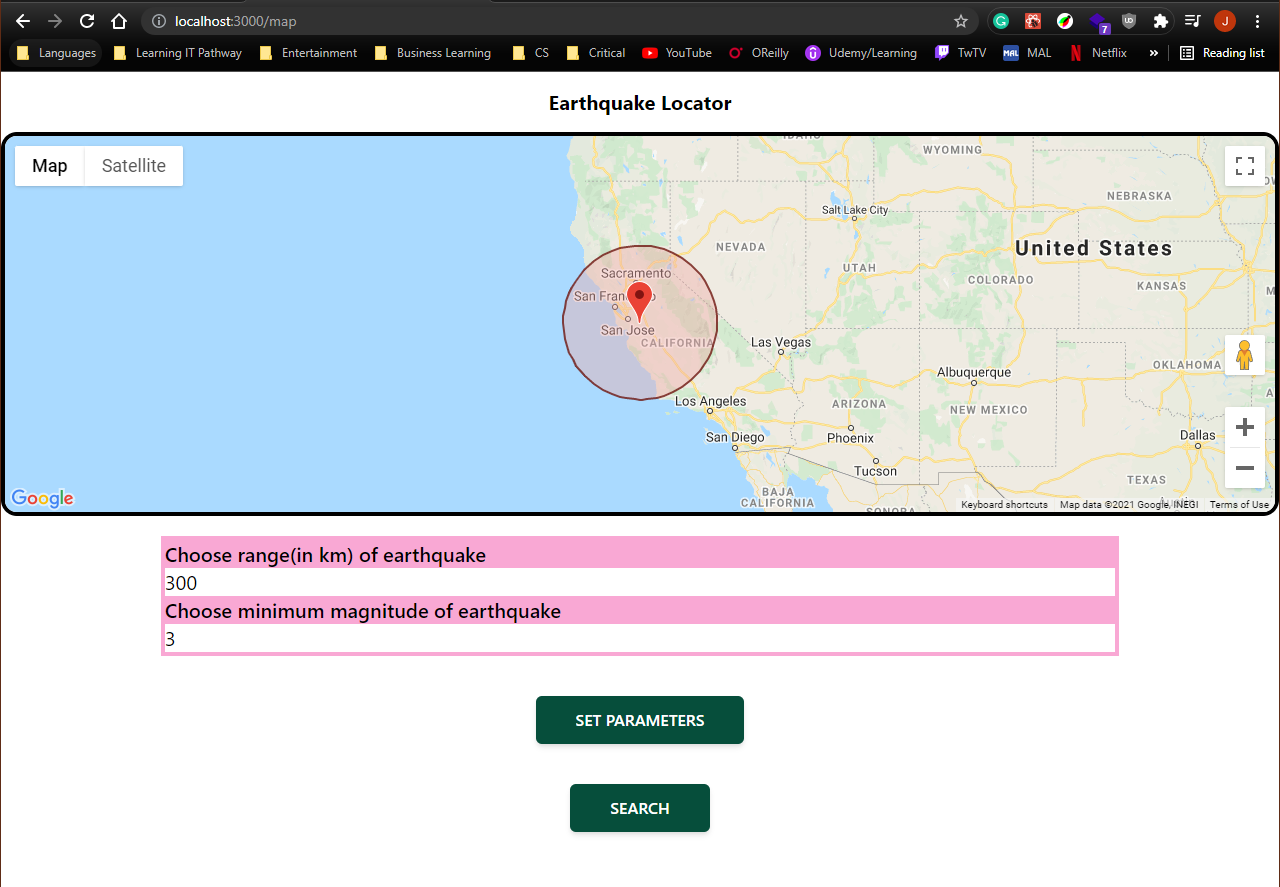 localhost:3000/map
7
J
Languages Learning IT Pathway Entertainment Business Learning CS Critical YouTube OReilly Udemy/Learning TwTV MAL MAL Netflix » Reading list
Earthquake Locator
Map Satellite
WYOMING
NEBRASKA
Salt Lake City
NEVADA
United States
UTAH
Sacramento
COLORADO
KANSAS
San
San Jose
CALIFORNIA
Las Vegas
OKLAHOMA
Albuquerque
Los Angeles
ARIZONA
NEW MEXICO
San Diego
Phoenix
Dallas
Tucson
TEXAS
BAJA
CALIFORNIA
Google
Keyboard shortcuts Map data ©2021 Google, INEGI Terms of Use
Choose range(in km) of earthquake
300
Choose minimum magnitude of earthquake
3
SET PARAMETERS
SEARCH